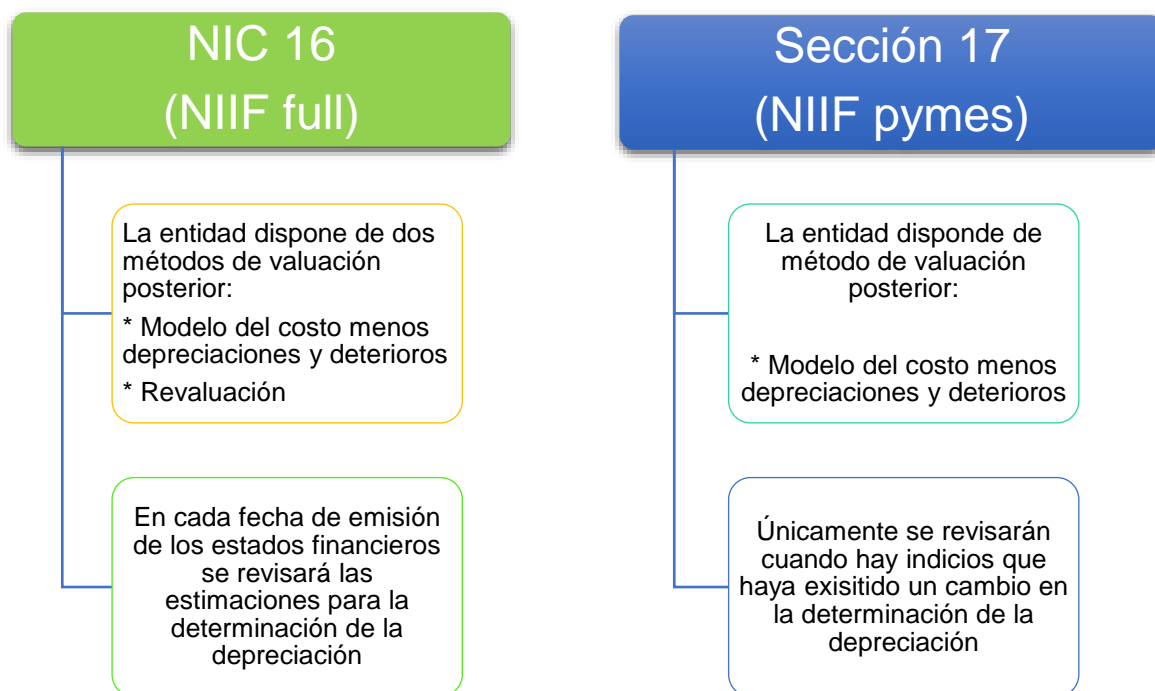 NIC 16
(NIIF full)
La entidad dispone de dos
métodos de valuación
posterior:
* Modelo del costo menos
depreciaciones y deterioros
* Revaluación
En cada fecha de emisión
de los estados financieros
se revisará las
estimaciones para la
determinación de la
depreciación
Sección 17
(NIIF pymes)
La entidad disponde de
método de valuación
posterior:
* Modelo del costo menos
depreciaciones y deterioros
Únicamente se revisarán
cuando hay indicios que
haya exisitido un cambio en
la determinación de la
depreciación